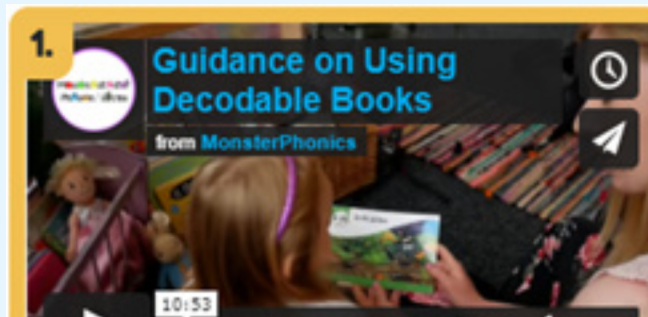 1.
Guidance on Using
Decodable Books
from MonsterPhonics
10:53